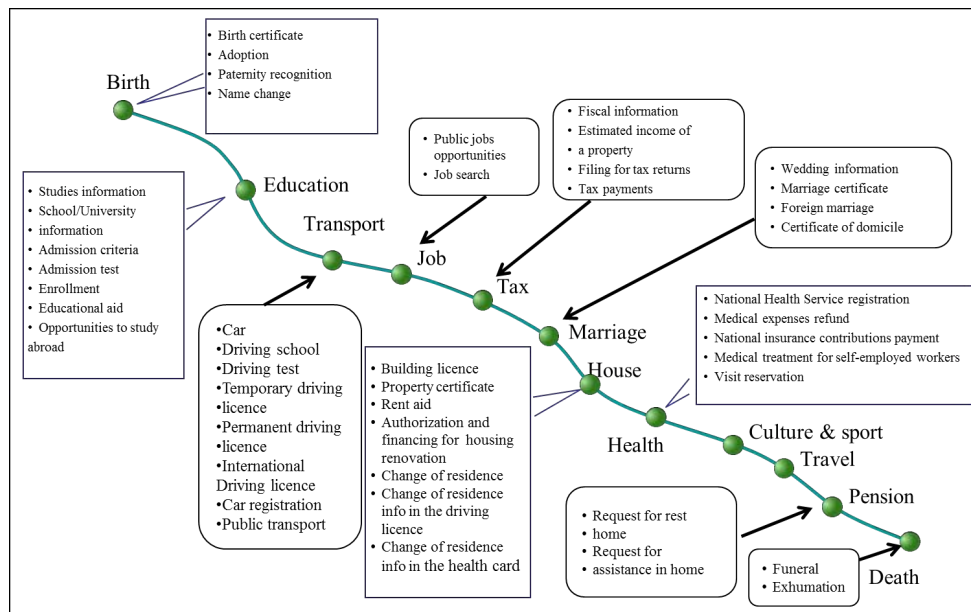 Birth
• Birth certificate
• Adoption
• Paternity recognition
• Name change
Education
• Studies information
• School/University
• information
• Admission criteria
• Admission test
• Enrollment
• Educational aid
• Opportunities to study
abroad
Transport
•Car
•Driving school
•Driving test
•Temporary driving
•licence
•Permanent driving
•licence
•International
Driving licence
•Car registration
•Public transport
Job
• Public jobs
opportunities
• Job search
Tax
• Fiscal information
• Estimated income of
• a property
• Filing for tax returns
• Tax payments
Marriage
• Wedding information
• Marriage certificate
• Foreign marriage
• Certificate of domicile
House
• Building licence
• Property certificate
• Rent aid
• Authorization and
financing for housing
renovation
• Change of residence
• Change of residence
info in the driving
licence
• Change of residence
info in the health card
Health
• National Health Service registration
• Medical expenses refund
• National insurance contributions payment
• Medical treatment for self-employed workers
• Visit reservation
Culture & sport
Travel
Pension
• Request for rest
• home
• Request for
assistance in home
Death
• Funeral
• Exhumation